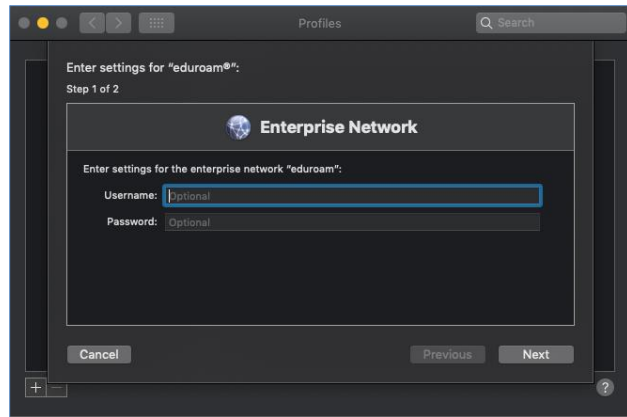 Profiles
Search
Enter settings for "eduroam®":
Step 1 of 2
Enterprise Network
Enter settings for the enterprise network "eduroam":
Username: Optional
Password: Optional
Cancel
Previous
Next
?